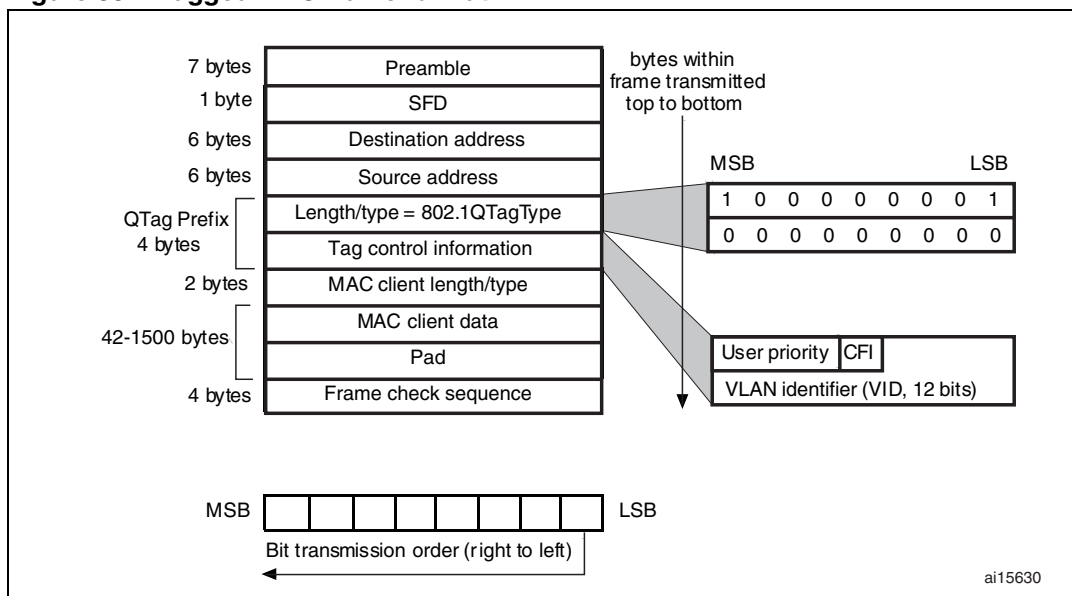 7 bytes
Preamble
1 byte
SFD
6 bytes
Destination address
6 bytes
Source address
QTag Prefix
4 bytes
Length/type = 802.1QTagType
Tag control information
2 bytes
MAC client length/type
42-1500 bytes
MAC client data
Pad
4 bytes
Frame check sequence
bytes within
frame transmitted
top to bottom
MSB LSB
1 0 0 0 0 0 0 0 1
0 0 0 0 0 0 0 0 0
User priority CFI
VLAN identifier (VID, 12 bits)
MSB LSB
Bit transmission order (right to left)
ai15630